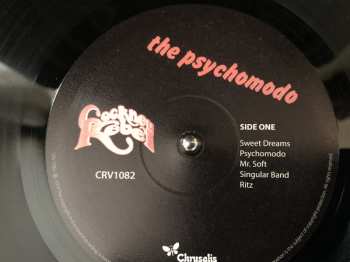 the psychomodo
Cockney
Rebel
SIDE ONE
CRV1082
Sweet Dreams
Psychomodo
Mr. Soft
Singular Band
Ritz
Chrysalis